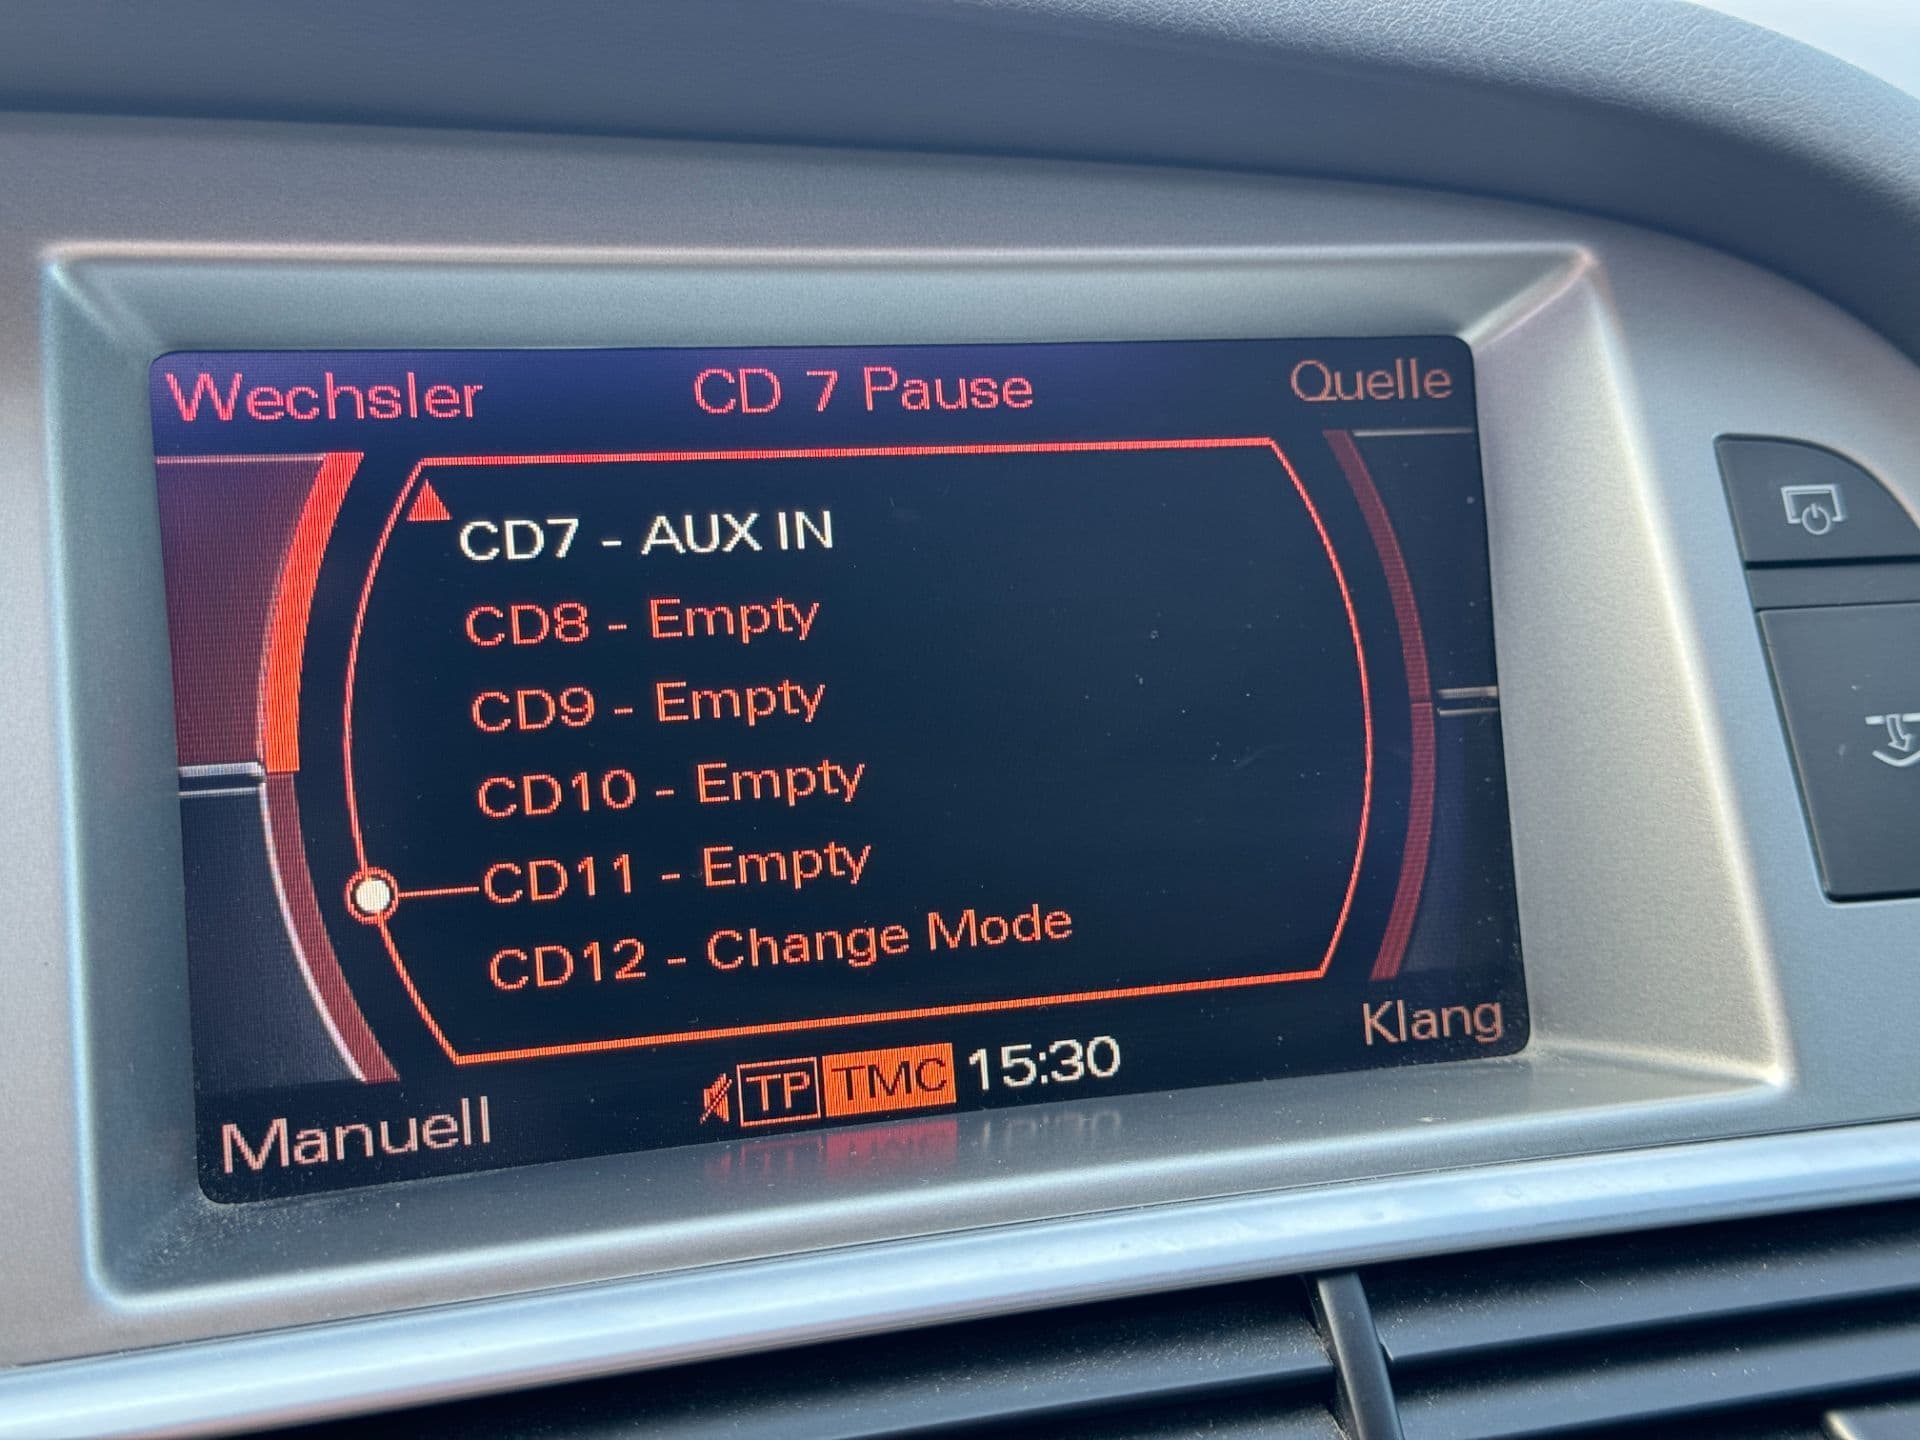 Wechsler CD 7 Pause Quelle
CD7 - AUX IN
CD8 - Empty
CD9 - Empty
CD10 - Empty
CD11 - Empty
CD12 - Change Mode
Klang
Manuell TP TMC 15:30